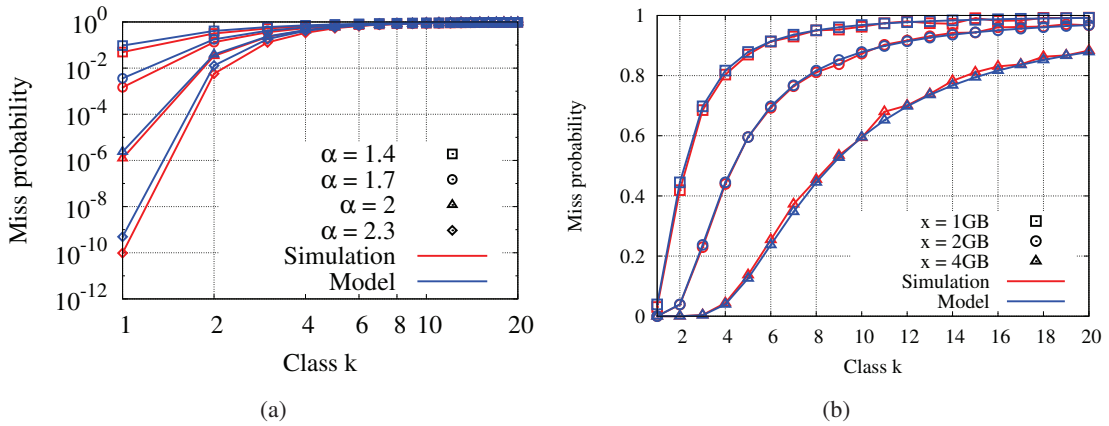 10^0
10^-2
10^-4
10^-6
10^-8
10^-10
10^-12
Miss probability
α = 1.4
α = 1.7
α = 2
α = 2.3
Simulation
Model
1 2 4 6 8 10 20
Class k
(a)
1
0.8
0.6
0.4
0.2
0
Miss probability
x = 1GB
x = 2GB
x = 4GB
Simulation
Model
2 4 6 8 10 12 14 16 18 20
Class k
(b)